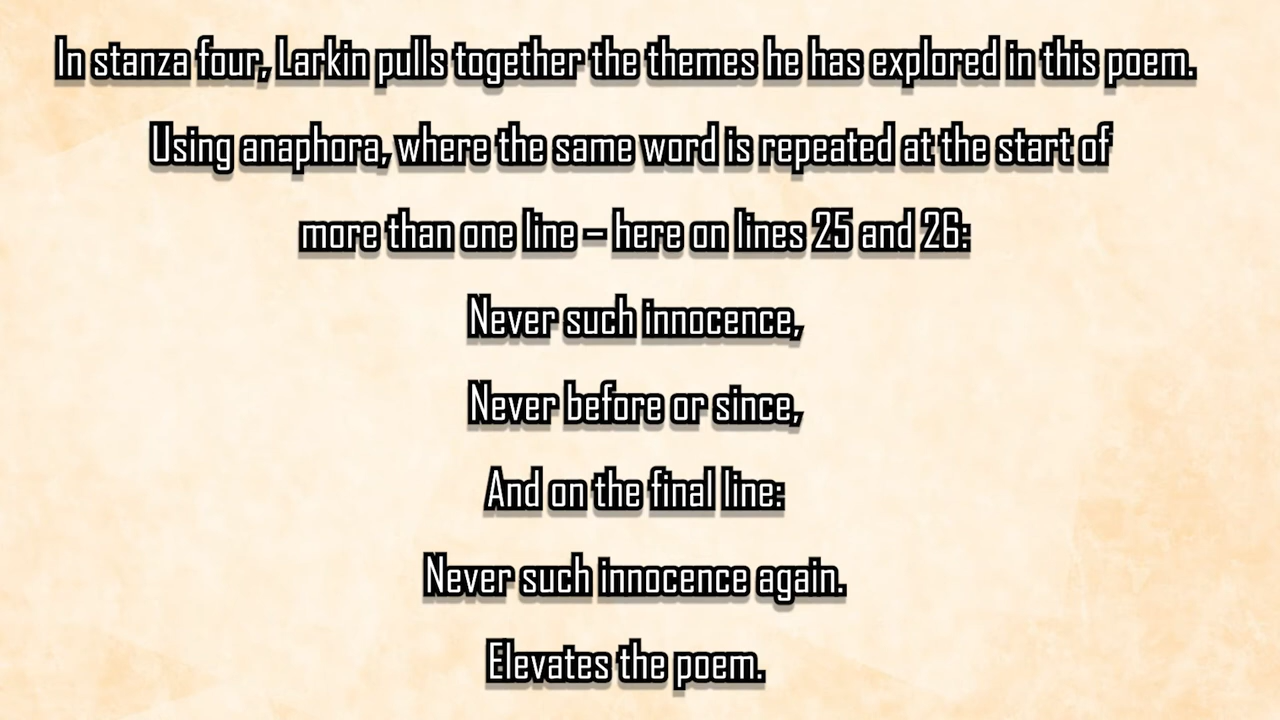 In stanza four, Larkin pulls together the themes he has explored in this poem.
Using anaphora, where the same word is repeated at the start of
more than one line – here on lines 25 and 26:
Never such innocence,
Never before or since,
And on the final line:
Never such innocence again.
Elevates the poem.